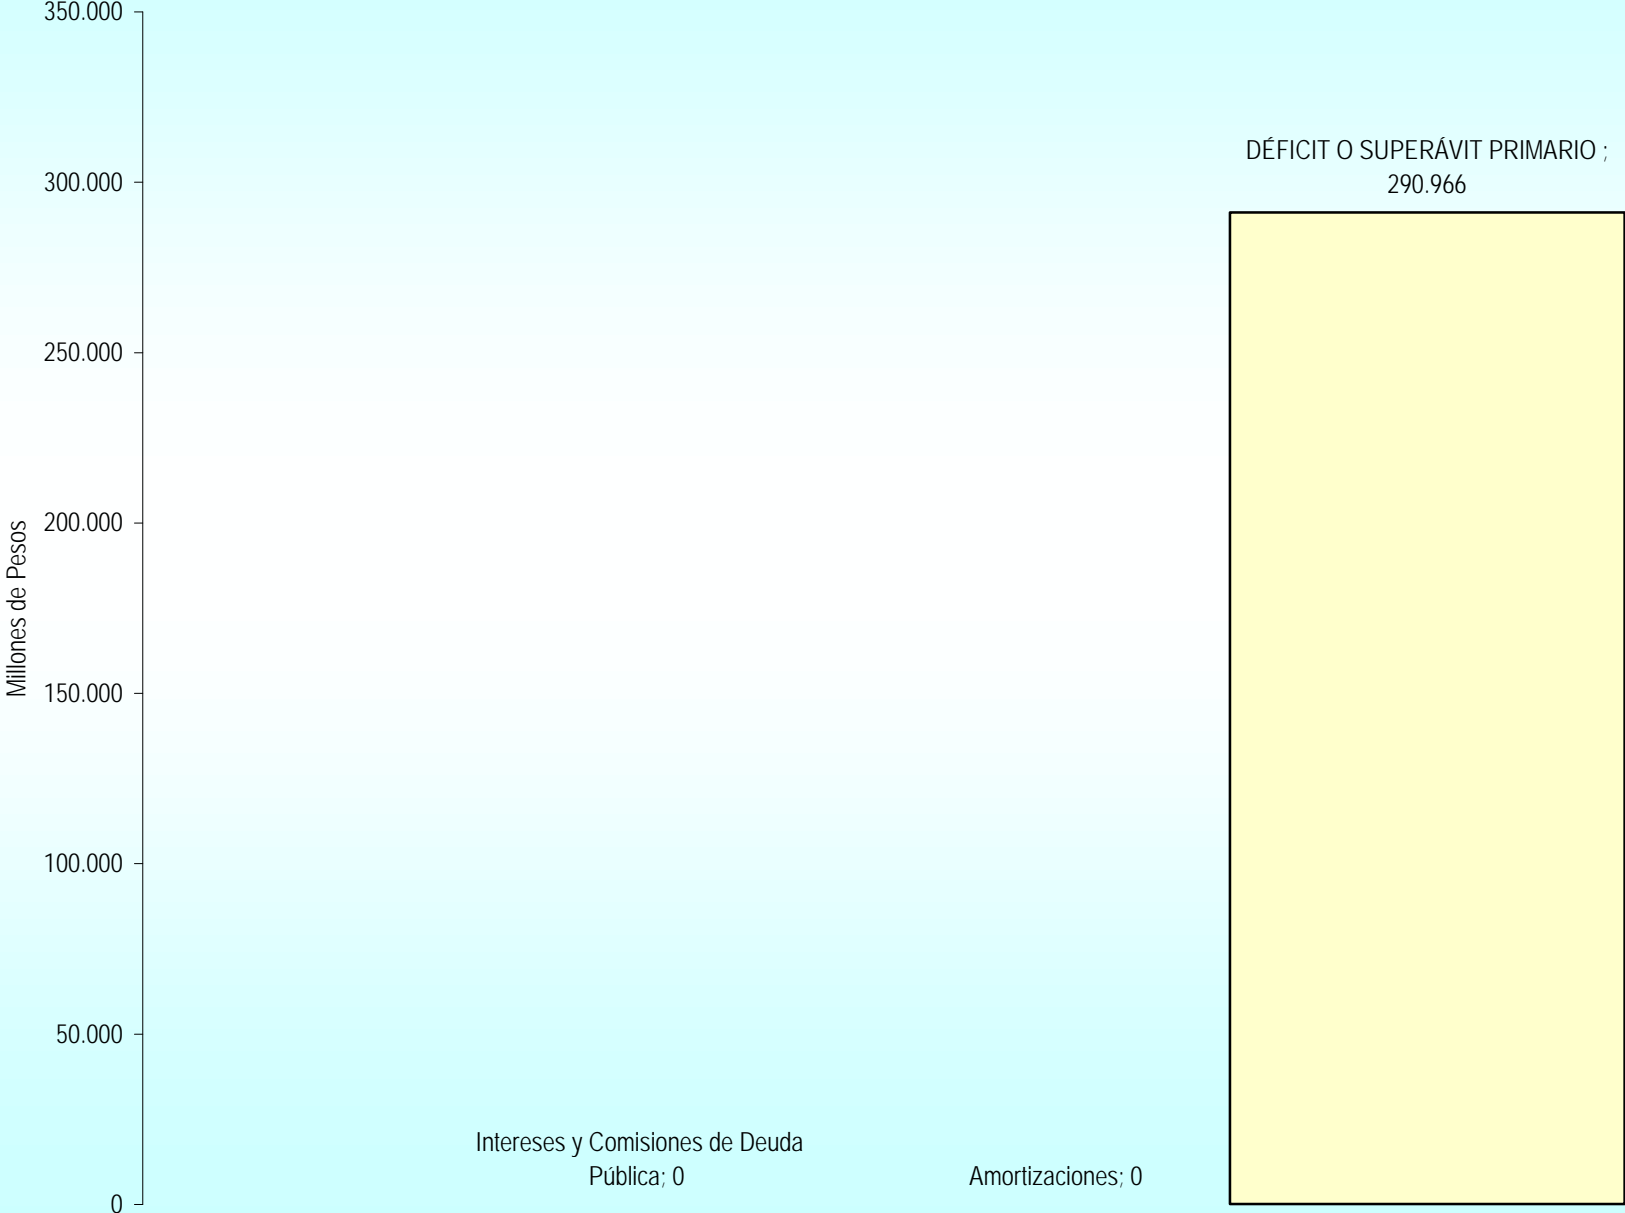 350.000
DÉFICIT O SUPERÁVIT PRIMARIO ;
290.966
300.000
250.000
200.000
Millones de Pesos
150.000
100.000
50.000
Intereses y Comisiones de Deuda
Pública; 0
Amortizaciones; 0
0